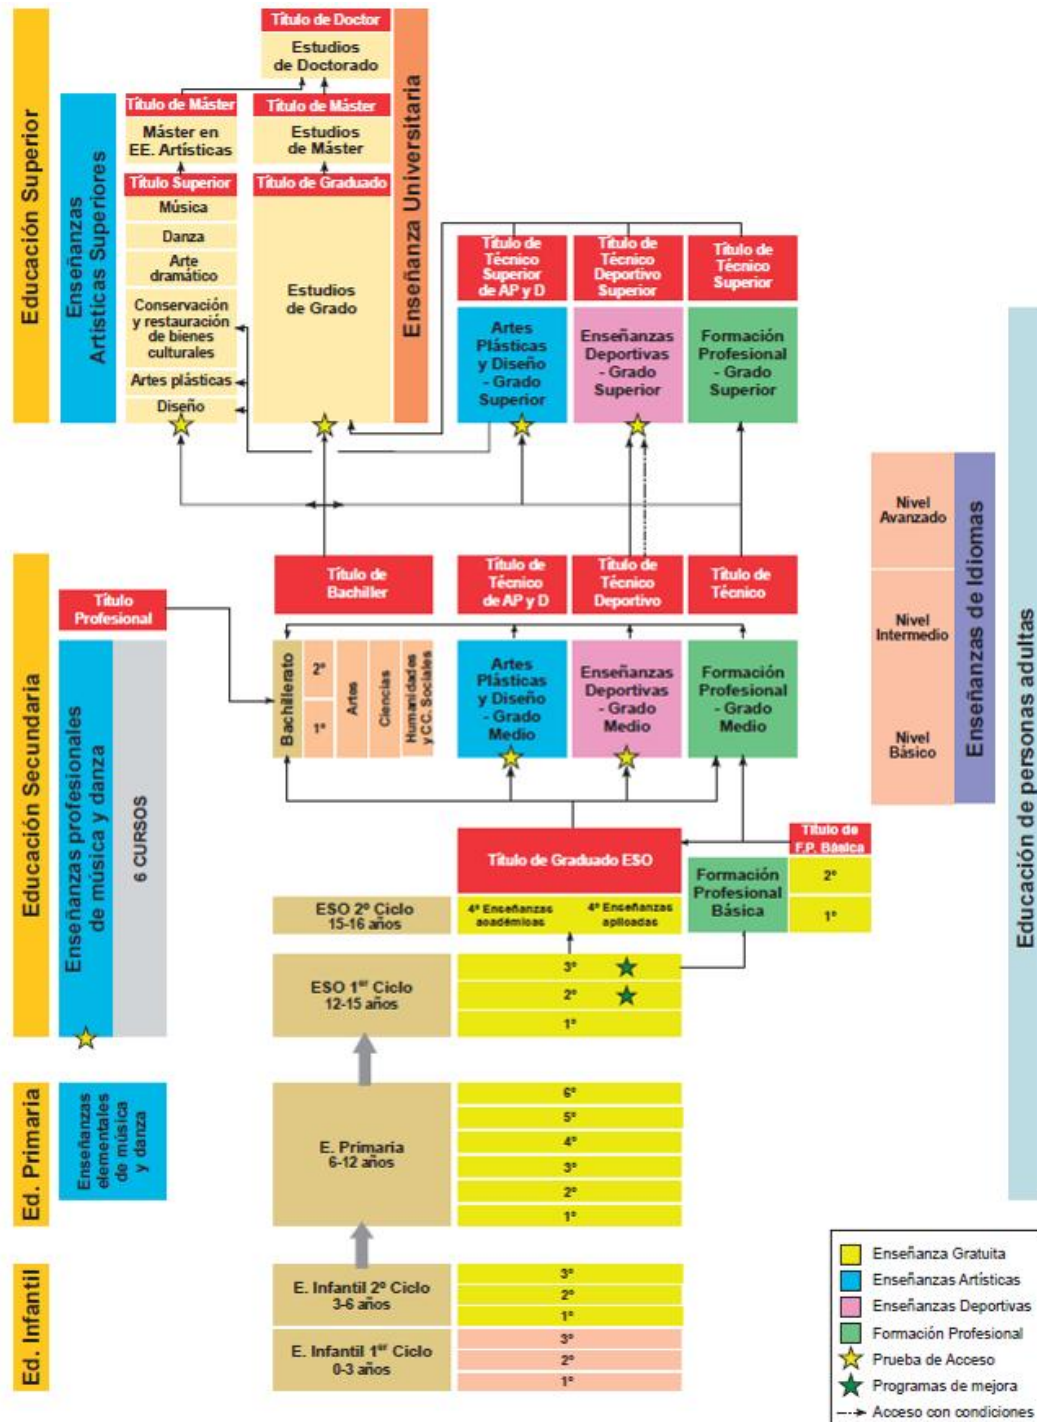 Educación Superior
Enseñanzas
Artísticas Superiores
Título de Doctor
Estudios
de Doctorado
Enseñanza Universitaria
Título de Máster
Máster en
EE. Artísticas
Título Superior
Música
Danza
Arte
dramático
Conservación
y restauración
de bienes
culturales
Artes plásticas
Diseño
Título de Máster
Estudios
de Máster
Título de Graduado
Estudios
de Grado
Título de
Técnico
Superior
de AP y D
Artes
Plásticas
y Diseño
- Grado
Superior
Título de
Técnico
Deportivo
Superior
Enseñanzas
Deportivas
- Grado
Superior
Título de
Técnico
Superior
Formación
Profesional
- Grado
Superior
Nivel
Avanzado
Nivel
Intermedio
Nivel
Básico
Enseñanzas de Idiomas
Educación de personas adultas
Educación Secundaria
Título
Profesional
Enseñanzas profesionales
de música y danza
6 CURSOS
Título de
Bachiller
Bachillerato
2º
1º
Artes
Ciencias
Humanidades
y CC. Sociales
Título de
Técnico
de AP y D
Artes
Plásticas
y Diseño
- Grado
Medio
Título de
Técnico
Deportivo
Enseñanzas
Deportivas
- Grado
Medio
Título de
Técnico
Formación
Profesional
- Grado
Medio
Título de Graduado ESO
Título de
F.P. Básica
Formación
Profesional
Básica
2º
1º
ESO 2º Ciclo
15-16 años
4º Enseñanzas
académicas
4º Enseñanzas
aplicadas
ESO 1er Ciclo
12-15 años
3º
2º
1º
Ed. Primaria
Enseñanzas
elementales
de música
y danza
E. Primaria
6-12 años
6º
5º
4º
3º
2º
1º
Ed. Infantil
E. Infantil 2º Ciclo
3-6 años
3º
2º
1º
E. Infantil 1er Ciclo
0-3 años
3º
2º
1º
Enseñanza Gratuita
Enseñanzas Artísticas
Enseñanzas Deportivas
Formación Profesional
Prueba de Acceso
Programas de mejora
Acceso con condiciones